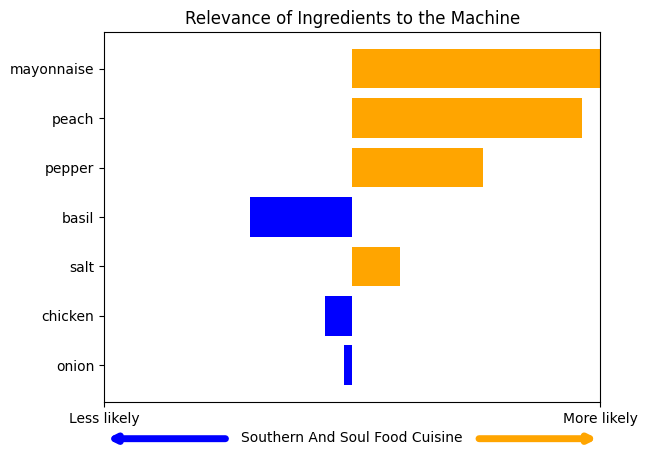 Relevance of Ingredients to the Machine
mayonnaise
peach
pepper
basil
salt
chicken
onion
Less likely
More likely
Southern And Soul Food Cuisine